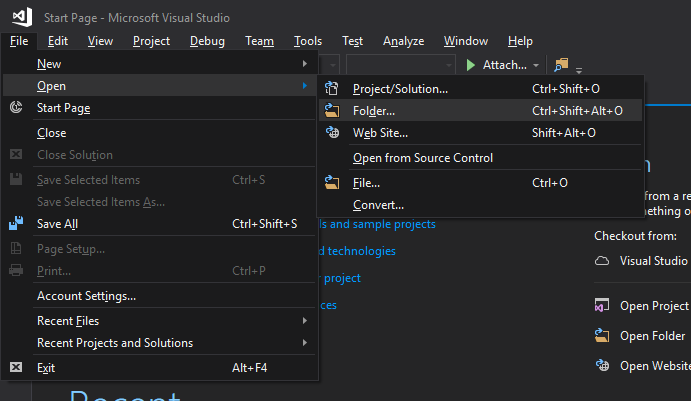 Start Page - Microsoft Visual Studio
File Edit View Project Debug Team Tools Test Analyze Window Help
Attach...
New
Open
Start Page
Close
Close Solution
Save Selected Items Ctrl+S
Save Selected Items As...
Save All Ctrl+Shift+S
Page Setup...
Print... Ctrl+P
Account Settings...
Recent Files
Recent Projects and Solutions
Exit Alt+F4
Project/Solution... Ctrl+Shift+O
Folder... Ctrl+Shift+Alt+O
Web Site... Shift+Alt+O
Open from Source Control
File... Ctrl+O
Convert...
and sample projects
technologies
project
from a
Checkout from:
Visual Studio
Open Project
Open Folder
Open Website
Recent